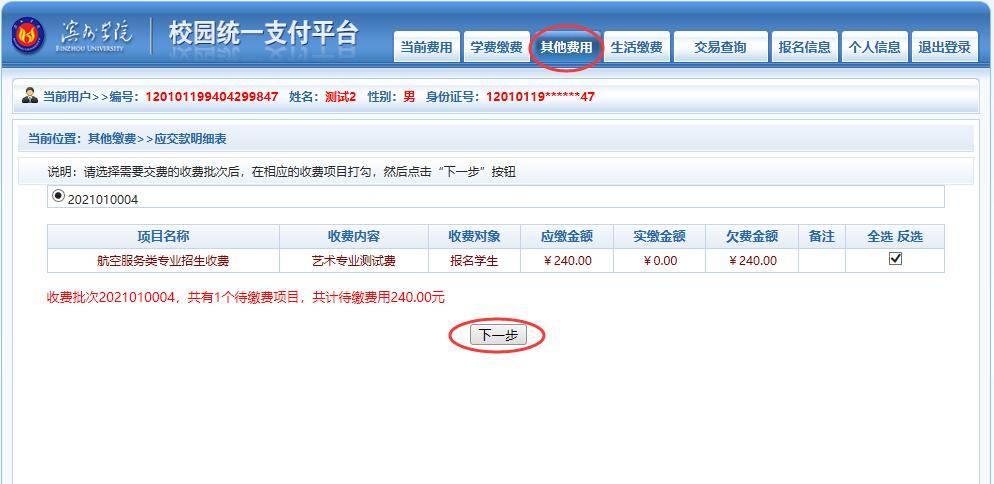 滨州学院
BINZHOU UNIVERSITY
校园统一支付平台
当前费用 学费缴费 其他费用 生活缴费 交易查询 报名信息 个人信息 退出登录
当前用户>>编号：120101199404299847 姓名：测试2 性别：男 身份证号：12010119******47
当前位置：其他缴费>>应交款明细表
说明：请选择需要交费的收费批次后，在相应的收费项目打勾，然后点击“下一步”按钮
2021010004
项目名称 收费内容 收费对象 应缴金额 实缴金额 欠费金额 备注 全选 反选
航空服务类专业招生收费 艺术专业测试费 报名学生 ￥240.00 ￥0.00 ￥240.00
收费批次2021010004，共有1个待缴费项目，共计待缴费用240.00元
下一步